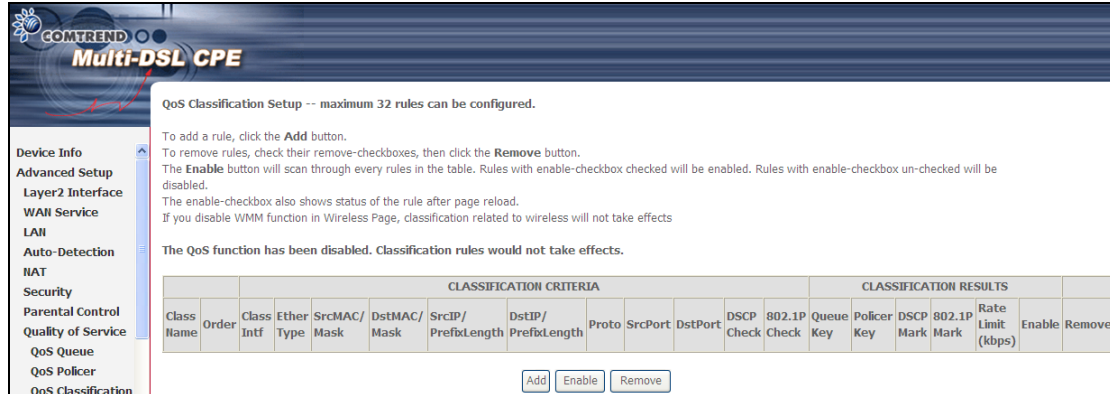 COMTREND
Multi-DSL CPE
Device Info
Advanced Setup
Layer2 Interface
WAN Service
LAN
Auto-Detection
NAT
Security
Parental Control
Quality of Service
QoS Queue
QoS Policer
QoS Classification
QoS Classification Setup -- maximum 32 rules can be configured.
To add a rule, click the Add button.
To remove rules, check their remove-checkboxes, then click the Remove button.
The Enable button will scan through every rules in the table. Rules with enable-checkbox checked will be enabled. Rules with enable-checkbox un-checked will be
disabled.
The enable-checkbox also shows status of the rule after page reload.
If you disable WMM function in Wireless Page, classification related to wireless will not take effects
The QoS function has been disabled. Classification rules would not take effects.
CLASSIFICATION CRITERIA CLASSIFICATION RESULTS
Class Name Order Class Intf Ether Type SrcMAC/ Mask DstMAC/ Mask SrcIP/ PrefixLength DstIP/ PrefixLength Proto SrcPort DstPort DSCP Check 802.1P Check Queue Key Policer Key DSCP Mark 802.1P Mark Rate Limit (kbps) Enable Remove
Add Enable Remove